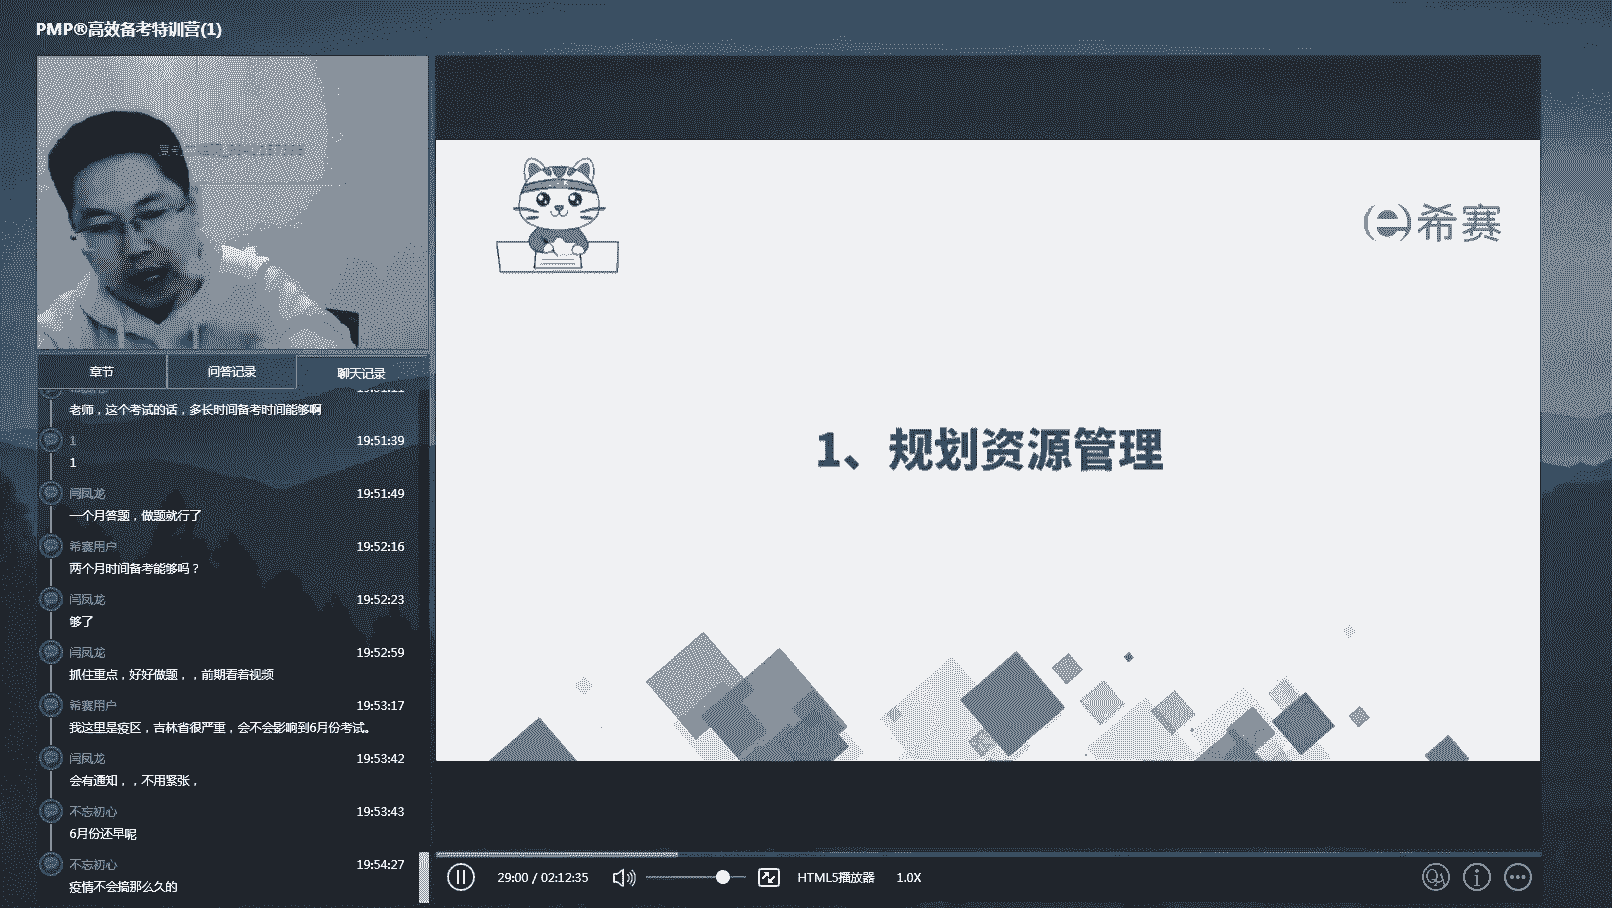 PMP®高效备考特训营(1)
希赛
1、规划资源管理
章节
问答记录
聊天记录
老师，这个考试的话，多长时间备考时间能够啊
1
19:51:39
1
闫凤龙
19:51:49
一个月答题，做题就行了
希赛用户
19:52:16
两个月时间备考能够吗？
闫凤龙
19:52:23
够了
闫凤龙
19:52:59
抓住重点，好好做题，，前期看着视频
希赛用户
19:53:17
我这里是疫区，吉林省很严重，会不会影响到6月份考试。
闫凤龙
19:53:42
会有通知，，不用紧张，
不忘初心
19:53:43
6月份还早呢
不忘初心
19:54:27
疫情不会搞那么久的
29:00 / 02:12:35
HTML5播放器
1.0X